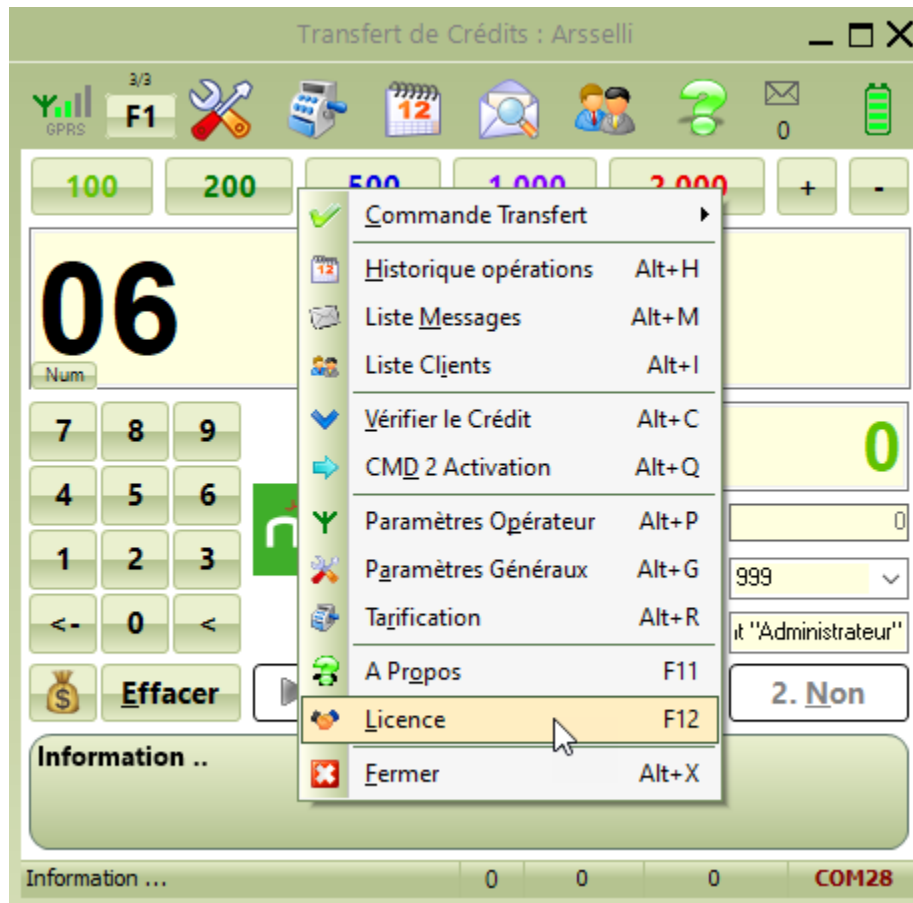 Transfert de Crédits : Arsselli
3/3
GPRS
F1
12
0
100 200 500 1 000 2 000 + -
06
Num
Commande Transfert
Historique opérations Alt+H
Liste Messages Alt+M
Liste Clients Alt+I
Vérifier le Crédit Alt+C
CMD 2 Activation Alt+Q
Paramètres Opérateur Alt+P
Paramètres Généraux Alt+G
Tarification Alt+R
A Propos F11
Licence F12
Fermer Alt+X
7 8 9
4 5 6
1 2 3
<- 0 <
0
0
999
"Administrateur"
Effacer
2. Non
Information ..
Information ...
0 0 0 COM28